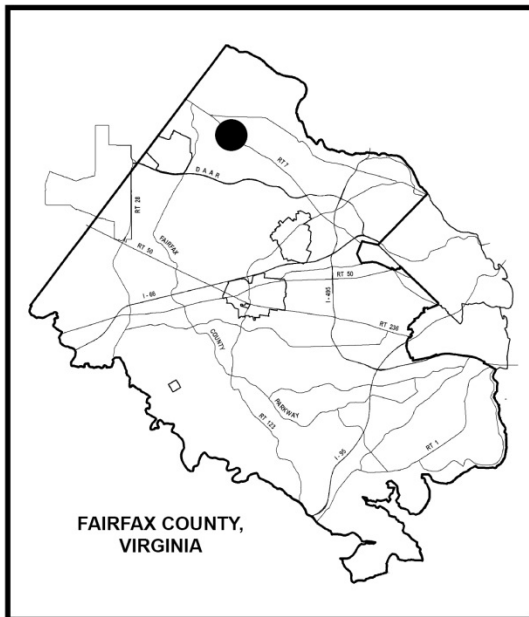 RT 7
D A A R
RT 28
FAIRFAX
RT 50
RT 50
I-495
I-66
RT 236
COUNTY
PARKWAY
RT 123
I-95
RT 1
FAIRFAX COUNTY,
VIRGINIA